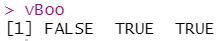 > vBoo
[1] FALSE  TRUE  TRUE